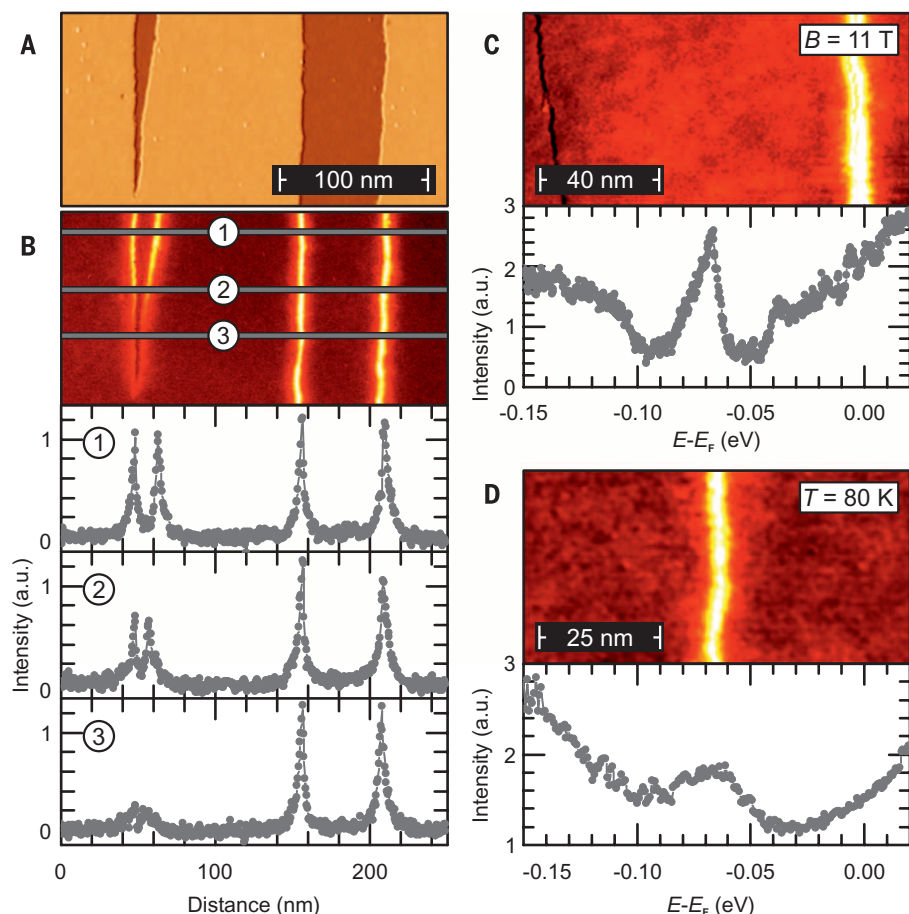 A
100 nm
B
1
2
3
1
1
0
2
1
0
3
1
0
Intensity (a.u.)
0
100
200
Distance (nm)
C
B = 11 T
40 nm
3
2
1
0
Intensity (a.u.)
-0.15
-0.10
-0.05
0.00
E-EF (eV)
D
T = 80 K
25 nm
3
2
1
Intensity (a.u.)
-0.15
-0.10
-0.05
0.00
E-EF (eV)